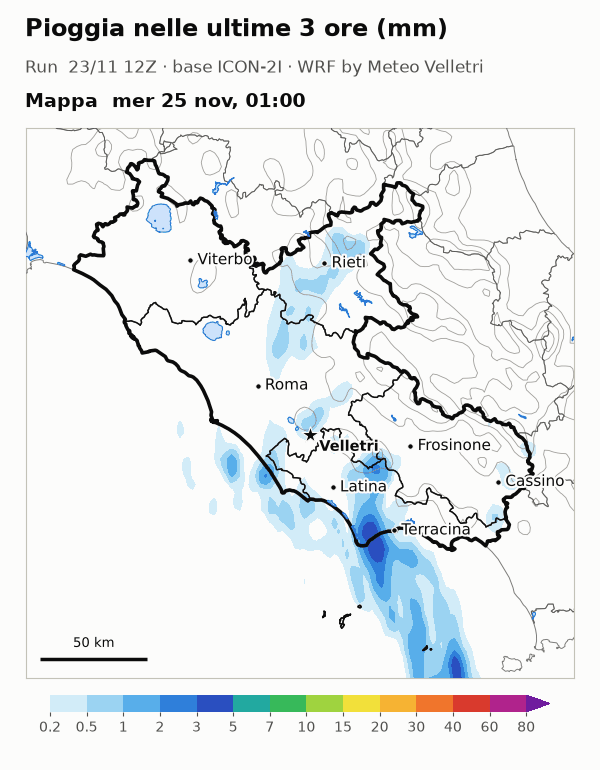 Pioggia nelle ultime 3 ore (mm)
Run  23/11 12Z · base ICON-2I · WRF by Meteo Velletri
Mappa  mer 25 nov, 01:00
Viterbo
Rieti
Roma
Velletri
Frosinone
Latina
Cassino
Terracina
50 km
0.2 0.5 1 2 3 5 7 10 15 20 30 40 60 80